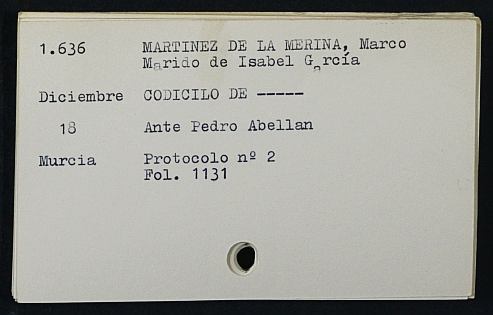 1.636 MARTINEZ DE LA MERINA, Marco
Marido de Isabel García
Diciembre CODICILO DE -----
18 Ante Pedro Abellan
Murcia Protocolo nº 2
Fol. 1131